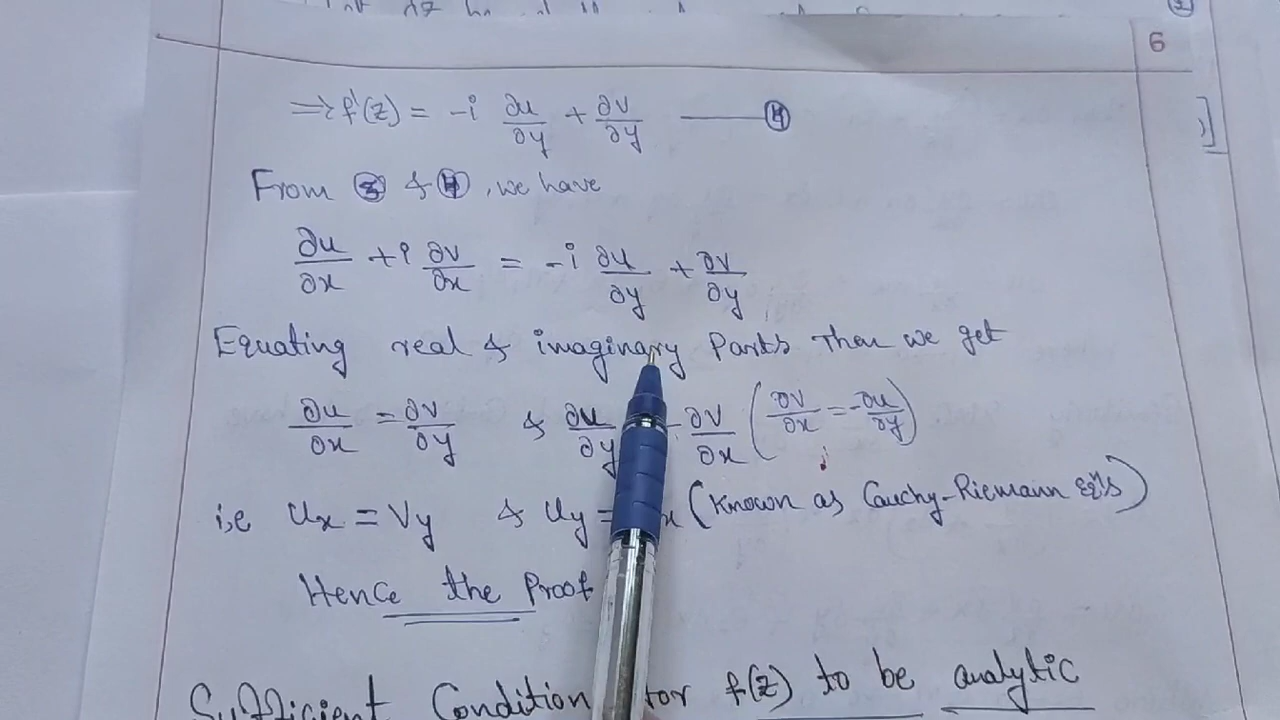 6
⇒ f'(z) = -i ∂u/∂y + ∂v/∂y —— ④
From ③ & ④, we have
∂u/∂x + i ∂v/∂x = -i ∂u/∂y + ∂v/∂y
Equating real & imaginary Parts then we get
∂u/∂x = ∂v/∂y & ∂u/∂y - ∂v/∂x (∂v/∂x = -∂u/∂y)
i,e Ux = Vy & Uy = x (Known as Cauchy-Riemann Eqⁿs)
Hence the Proof
Sufficient Condition for f(z) to be analytic